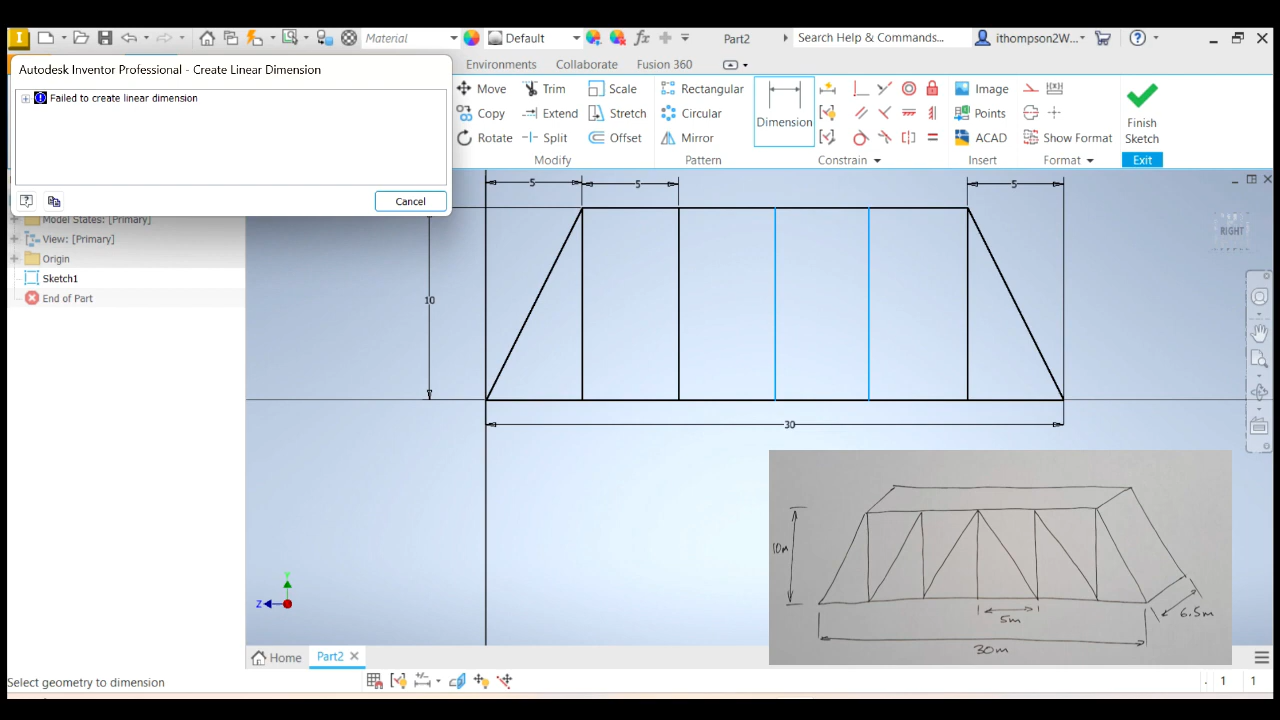 Material
Default
Part2
Search Help & Commands...
ithompson2W...
Autodesk Inventor Professional - Create Linear Dimension
Environments
Collaborate
Fusion 360
Failed to create linear dimension
Move
Trim
Scale
Rectangular
Image
Copy
Extend
Stretch
Circular
Dimension
Points
Finish
Sketch
Rotate
Split
Offset
Mirror
ACAD
Show Format
Modify
Pattern
Constrain
Insert
Format
Exit
Cancel
5
5
5
Model States: [Primary]
View: [Primary]
Origin
Sketch1
End of Part
RIGHT
10
30
10m
5m
6.5m
30m
Y
Z
Home
Part2
Select geometry to dimension
1
1